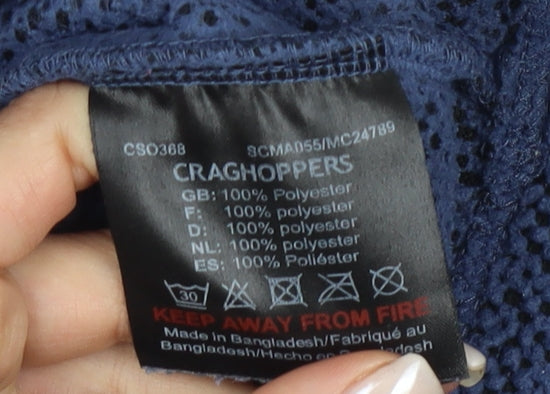 CSO368 SCMA055/MC24789
CRAGHOPPERS
GB: 100% Polyester
F: 100% Polyester
D: 100% Polyester
NL: 100% Polyester
ES: 100% Poliéster
30
KEEP AWAY FROM FIRE
Made in Bangladesh/Fabriqué au
Bangladesh/Hecho en Bangladesh